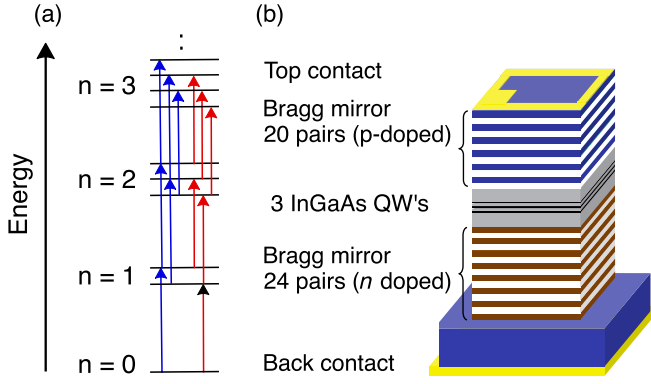 (a)
Energy
:
n = 3
n = 2
n = 1
n = 0
(b)
Top contact
Bragg mirror
20 pairs (p-doped)
3 InGaAs QW's
Bragg mirror
24 pairs (n doped)
Back contact